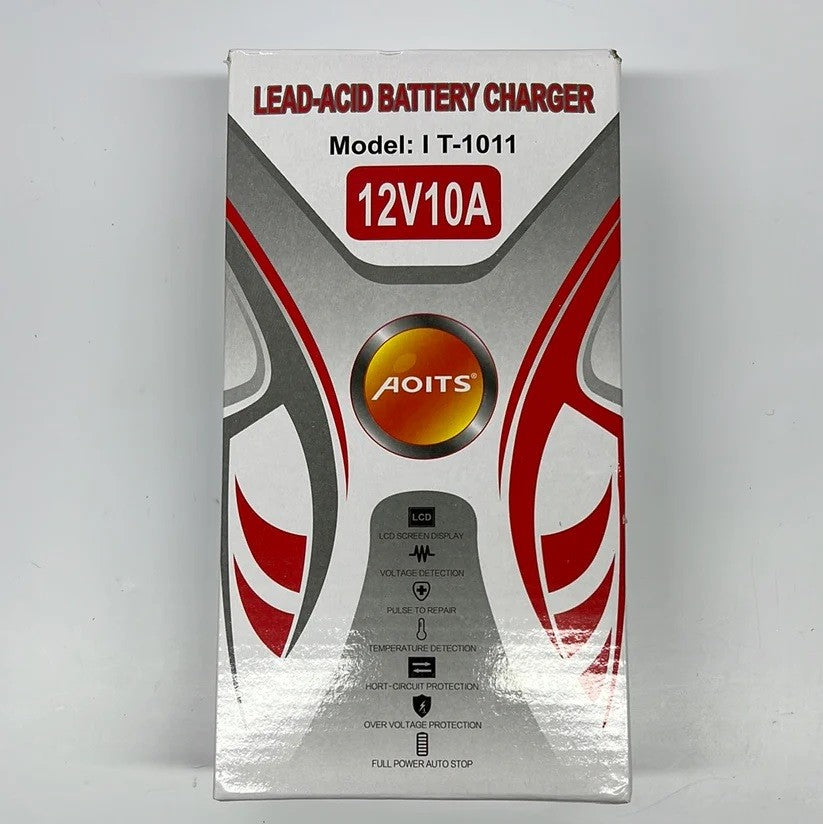 LEAD-ACID BATTERY CHARGER
Model: I T-1011
12V10A
AOITS®
LCD
LCD SCREEN DISPLAY
VOLTAGE DETECTION
PULSE TO REPAIR
TEMPERATURE DETECTION
HORT-CIRCUIT PROTECTION
OVER VOLTAGE PROTECTION
FULL POWER AUTO STOP